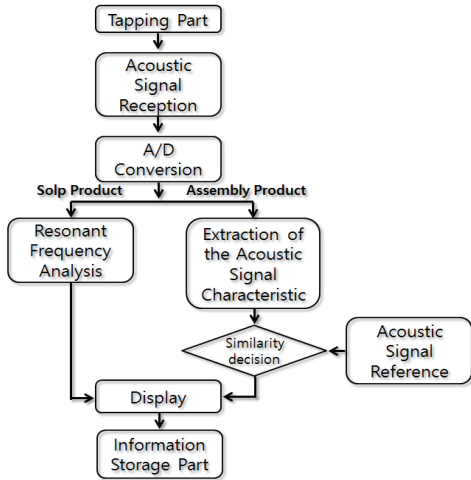 Tapping Part
Acoustic
Signal
Reception
A/D
Conversion
Solp Product
Assembly Product
Resonant
Frequency
Analysis
Extraction of
the Acoustic
Signal
Characteristic
Similarity
decision
Acoustic
Signal
Reference
Display
Information
Storage Part